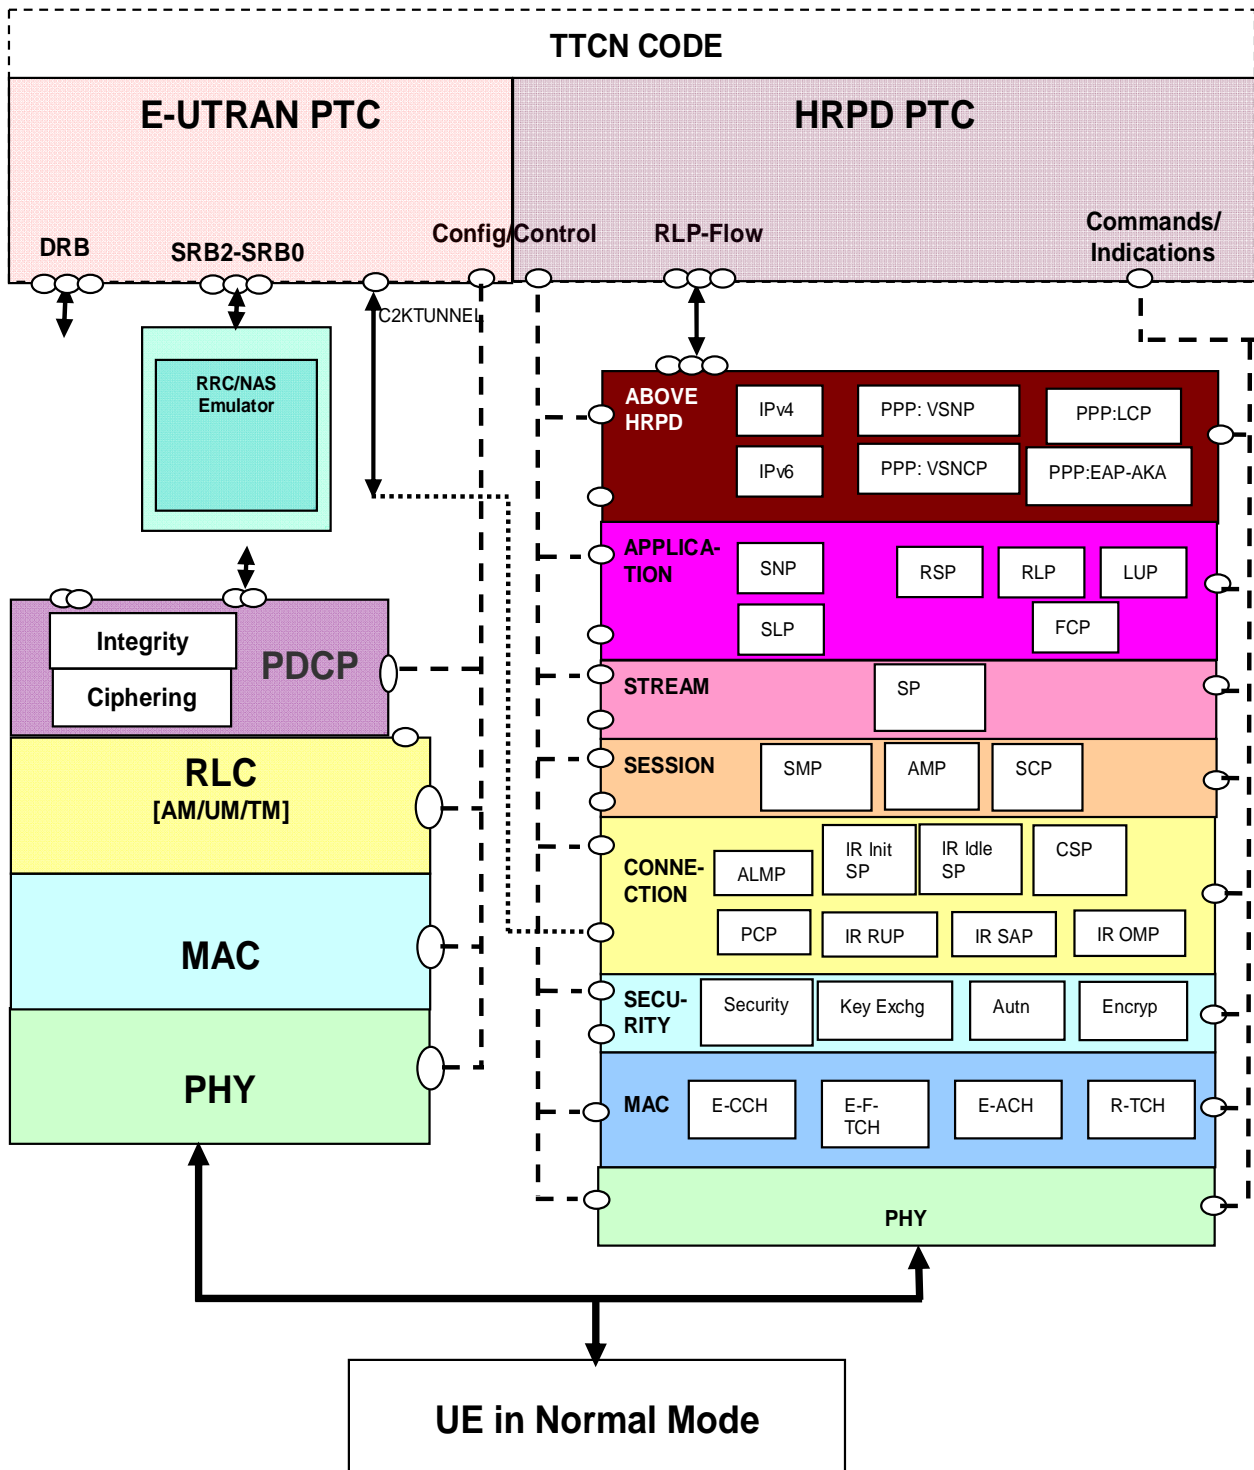 TTCN CODE
E-UTRAN PTC
HRPD PTC
DRB
SRB2-SRB0
Config/Control
RLP-Flow
Commands/
Indications
C2KTUNNEL
RRC/NAS
Emulator
Integrity
Ciphering
PDCP
RLC
[AM/UM/TM]
MAC
PHY
ABOVE
HRPD
IPv4
PPP: VSNP
PPP:LCP
IPv6
PPP: VSNCP
PPP:EAP-AKA
APPLICA-
TION
SNP
RSP
RLP
LUP
SLP
FCP
STREAM
SP
SESSION
SMP
AMP
SCP
CONNE-
CTION
ALMP
IR Init
SP
IR Idle
SP
CSP
PCP
IR RUP
IR SAP
IR OMP
SECU-
RITY
Security
Key Exchg
Autn
Encryp
MAC
E-CCH
E-F-
TCH
E-ACH
R-TCH
PHY
UE in Normal Mode